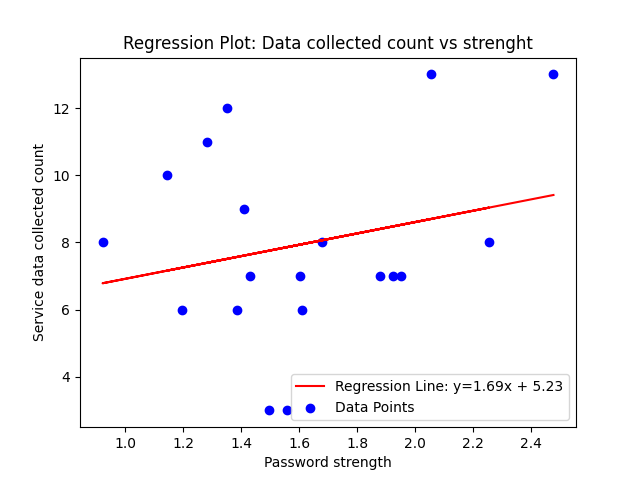 Regression Plot: Data collected count vs strenght
Service data collected count
12
10
8
6
4
Regression Line: y=1.69x + 5.23
Data Points
1.0 1.2 1.4 1.6 1.8 2.0 2.2 2.4
Password strength